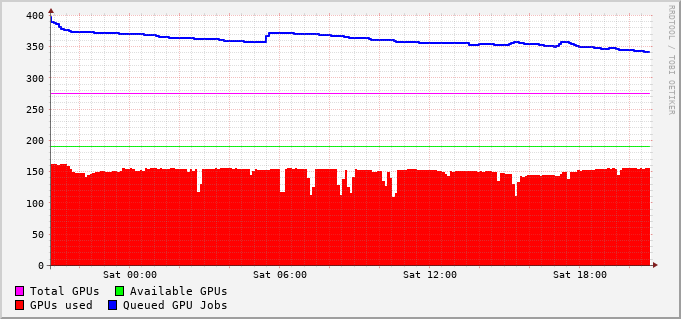 400
350
300
250
200
150
100
50
0
Sat 00:00 Sat 06:00 Sat 12:00 Sat 18:00
Total GPUs Available GPUs
GPUs used Queued GPU Jobs
RRDTOOL / TOBI OETIKER